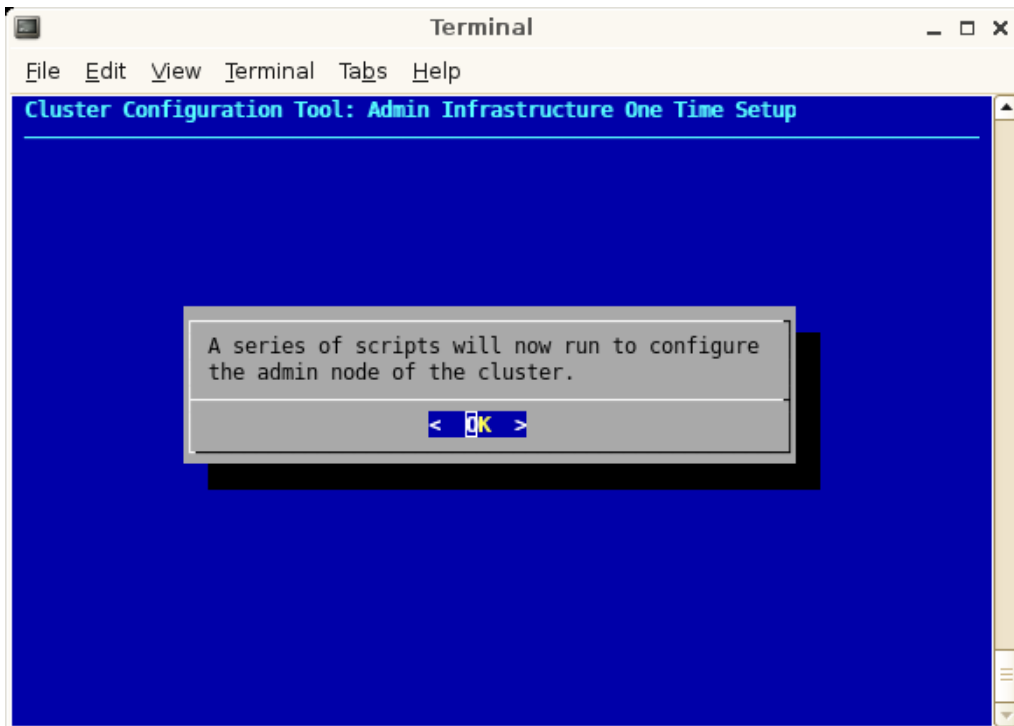 Terminal
File Edit View Terminal Tabs Help
Cluster Configuration Tool: Admin Infrastructure One Time Setup
A series of scripts will now run to configure
the admin node of the cluster.
< OK >